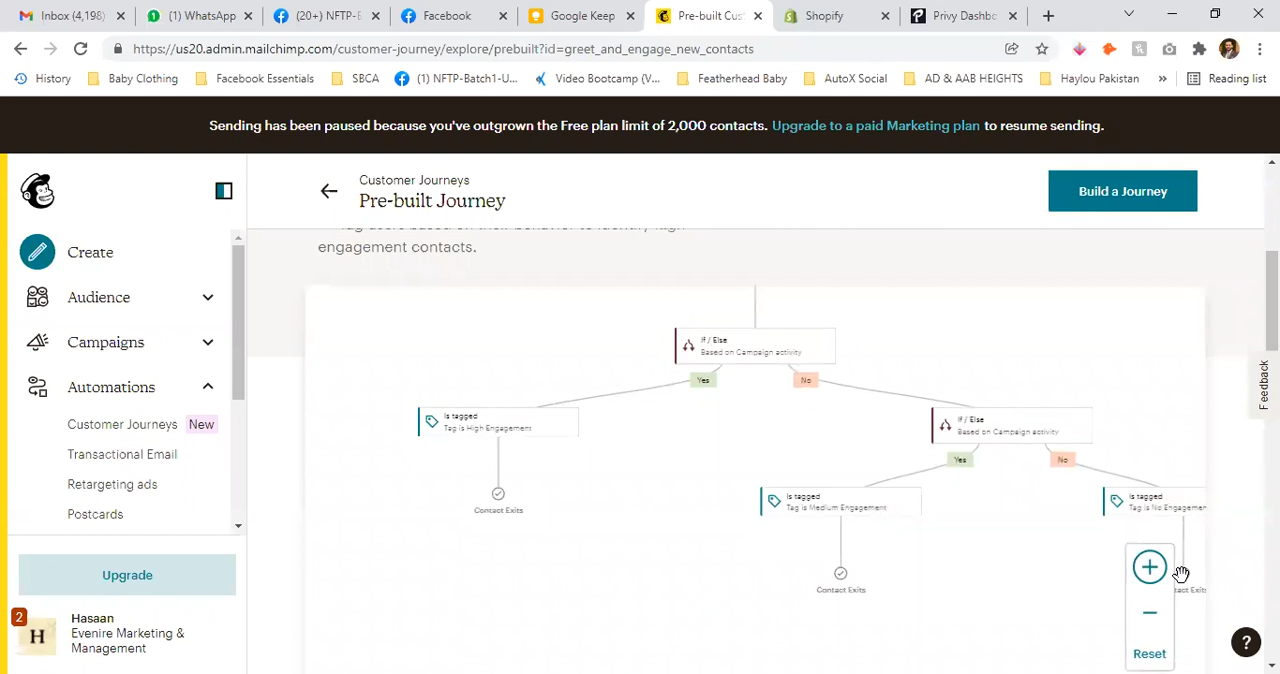 Inbox (4,198)
(1) WhatsApp
(20+) NFTP-E
Facebook
Google Keep
Pre-built Cus
Shopify
Privy Dashbo
https://us20.admin.mailchimp.com/customer-journey/explore/prebuilt?id=greet_and_engage_new_contacts
History
Baby Clothing
Facebook Essentials
SBCA
(1) NFTP-Batch1-U...
Video Bootcamp (V...
Featherhead Baby
AutoX Social
AD & AAB HEIGHTS
Haylou Pakistan
»
Reading list
Sending has been paused because you've outgrown the Free plan limit of 2,000 contacts. Upgrade to a paid Marketing plan to resume sending.
Customer Journeys
Pre-built Journey
Build a Journey
Create
Audience
Campaigns
Automations
Customer Journeys New
Transactional Email
Retargeting ads
Postcards
Upgrade
2
H
Hasaan
Evenire Marketing &
Management
engagement contacts.
If / Else
Based on Campaign activity
Yes
No
Is tagged
Tag is High Engagement
Contact Exits
If / Else
Based on Campaign activity
Yes
No
Is tagged
Tag is Medium Engagement
Contact Exits
Is tagged
Tag is No Engagemen
tact Exits
Reset
Feedback
?